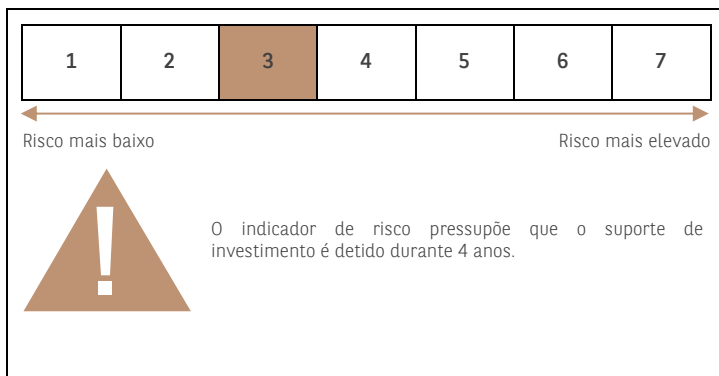 1 2 3 4 5 6 7
Risco mais baixo Risco mais elevado
!
O indicador de risco pressupõe que o suporte de
investimento é detido durante 4 anos.